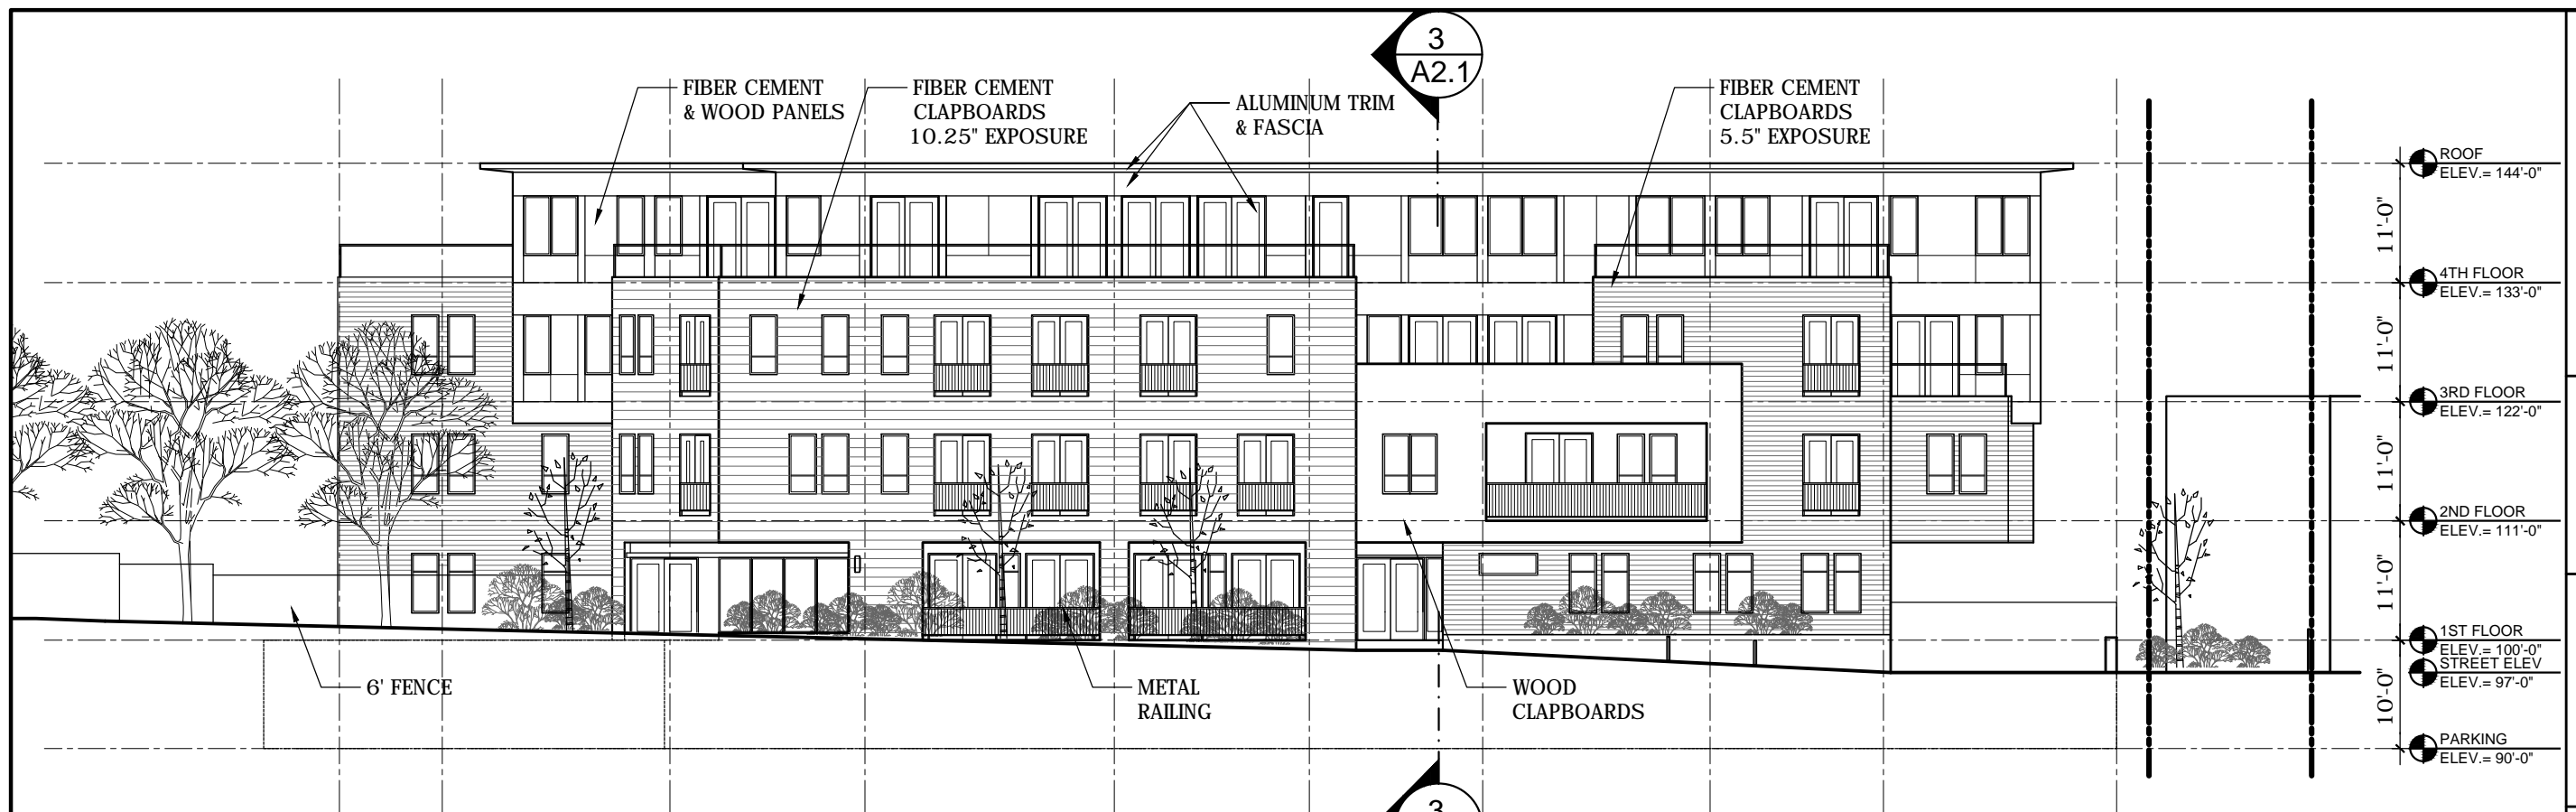 3
A2.1
FIBER CEMENT
& WOOD PANELS
FIBER CEMENT
CLAPBOARDS
10.25" EXPOSURE
ALUMINUM TRIM
& FASCIA
FIBER CEMENT
CLAPBOARDS
5.5" EXPOSURE
ROOF
ELEV.= 144'-0"
11'-0"
4TH FLOOR
ELEV.= 133'-0"
11'-0"
3RD FLOOR
ELEV.= 122'-0"
11'-0"
2ND FLOOR
ELEV.= 111'-0"
11'-0"
1ST FLOOR
ELEV.= 100'-0"
STREET ELEV
ELEV.= 97'-0"
10'-0"
PARKING
ELEV.= 90'-0"
6' FENCE
METAL
RAILING
WOOD
CLAPBOARDS
3